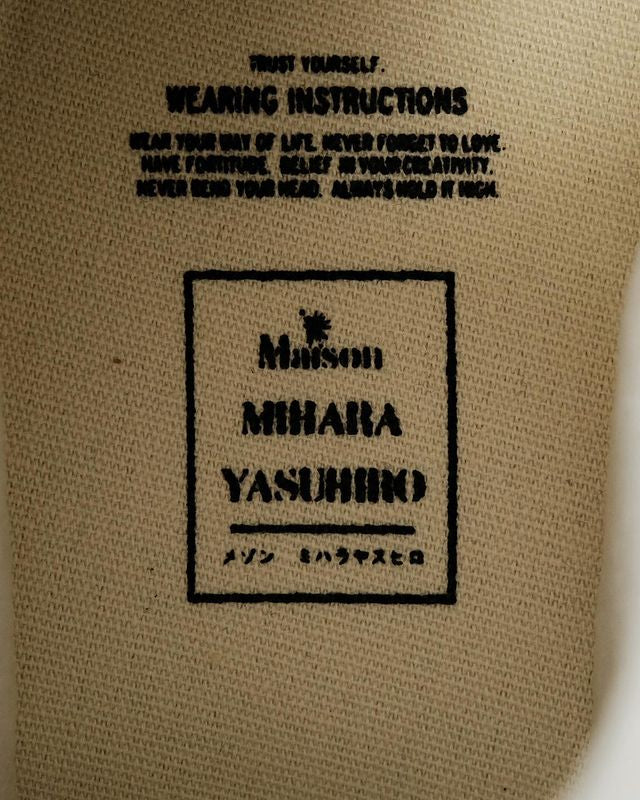 TRUST YOURSELF.
WEARING INSTRUCTIONS
WEAR YOUR WAY OF LIFE. NEVER FORGET TO LOVE.
HAVE FORTITUDE. BELIEF IN YOUR CREATIVITY.
NEVER BEND YOUR HEAD. ALWAYS HOLD IT HIGH.
Maison
MIHARA
YASUHIRO
メゾン ミハラヤスヒロ